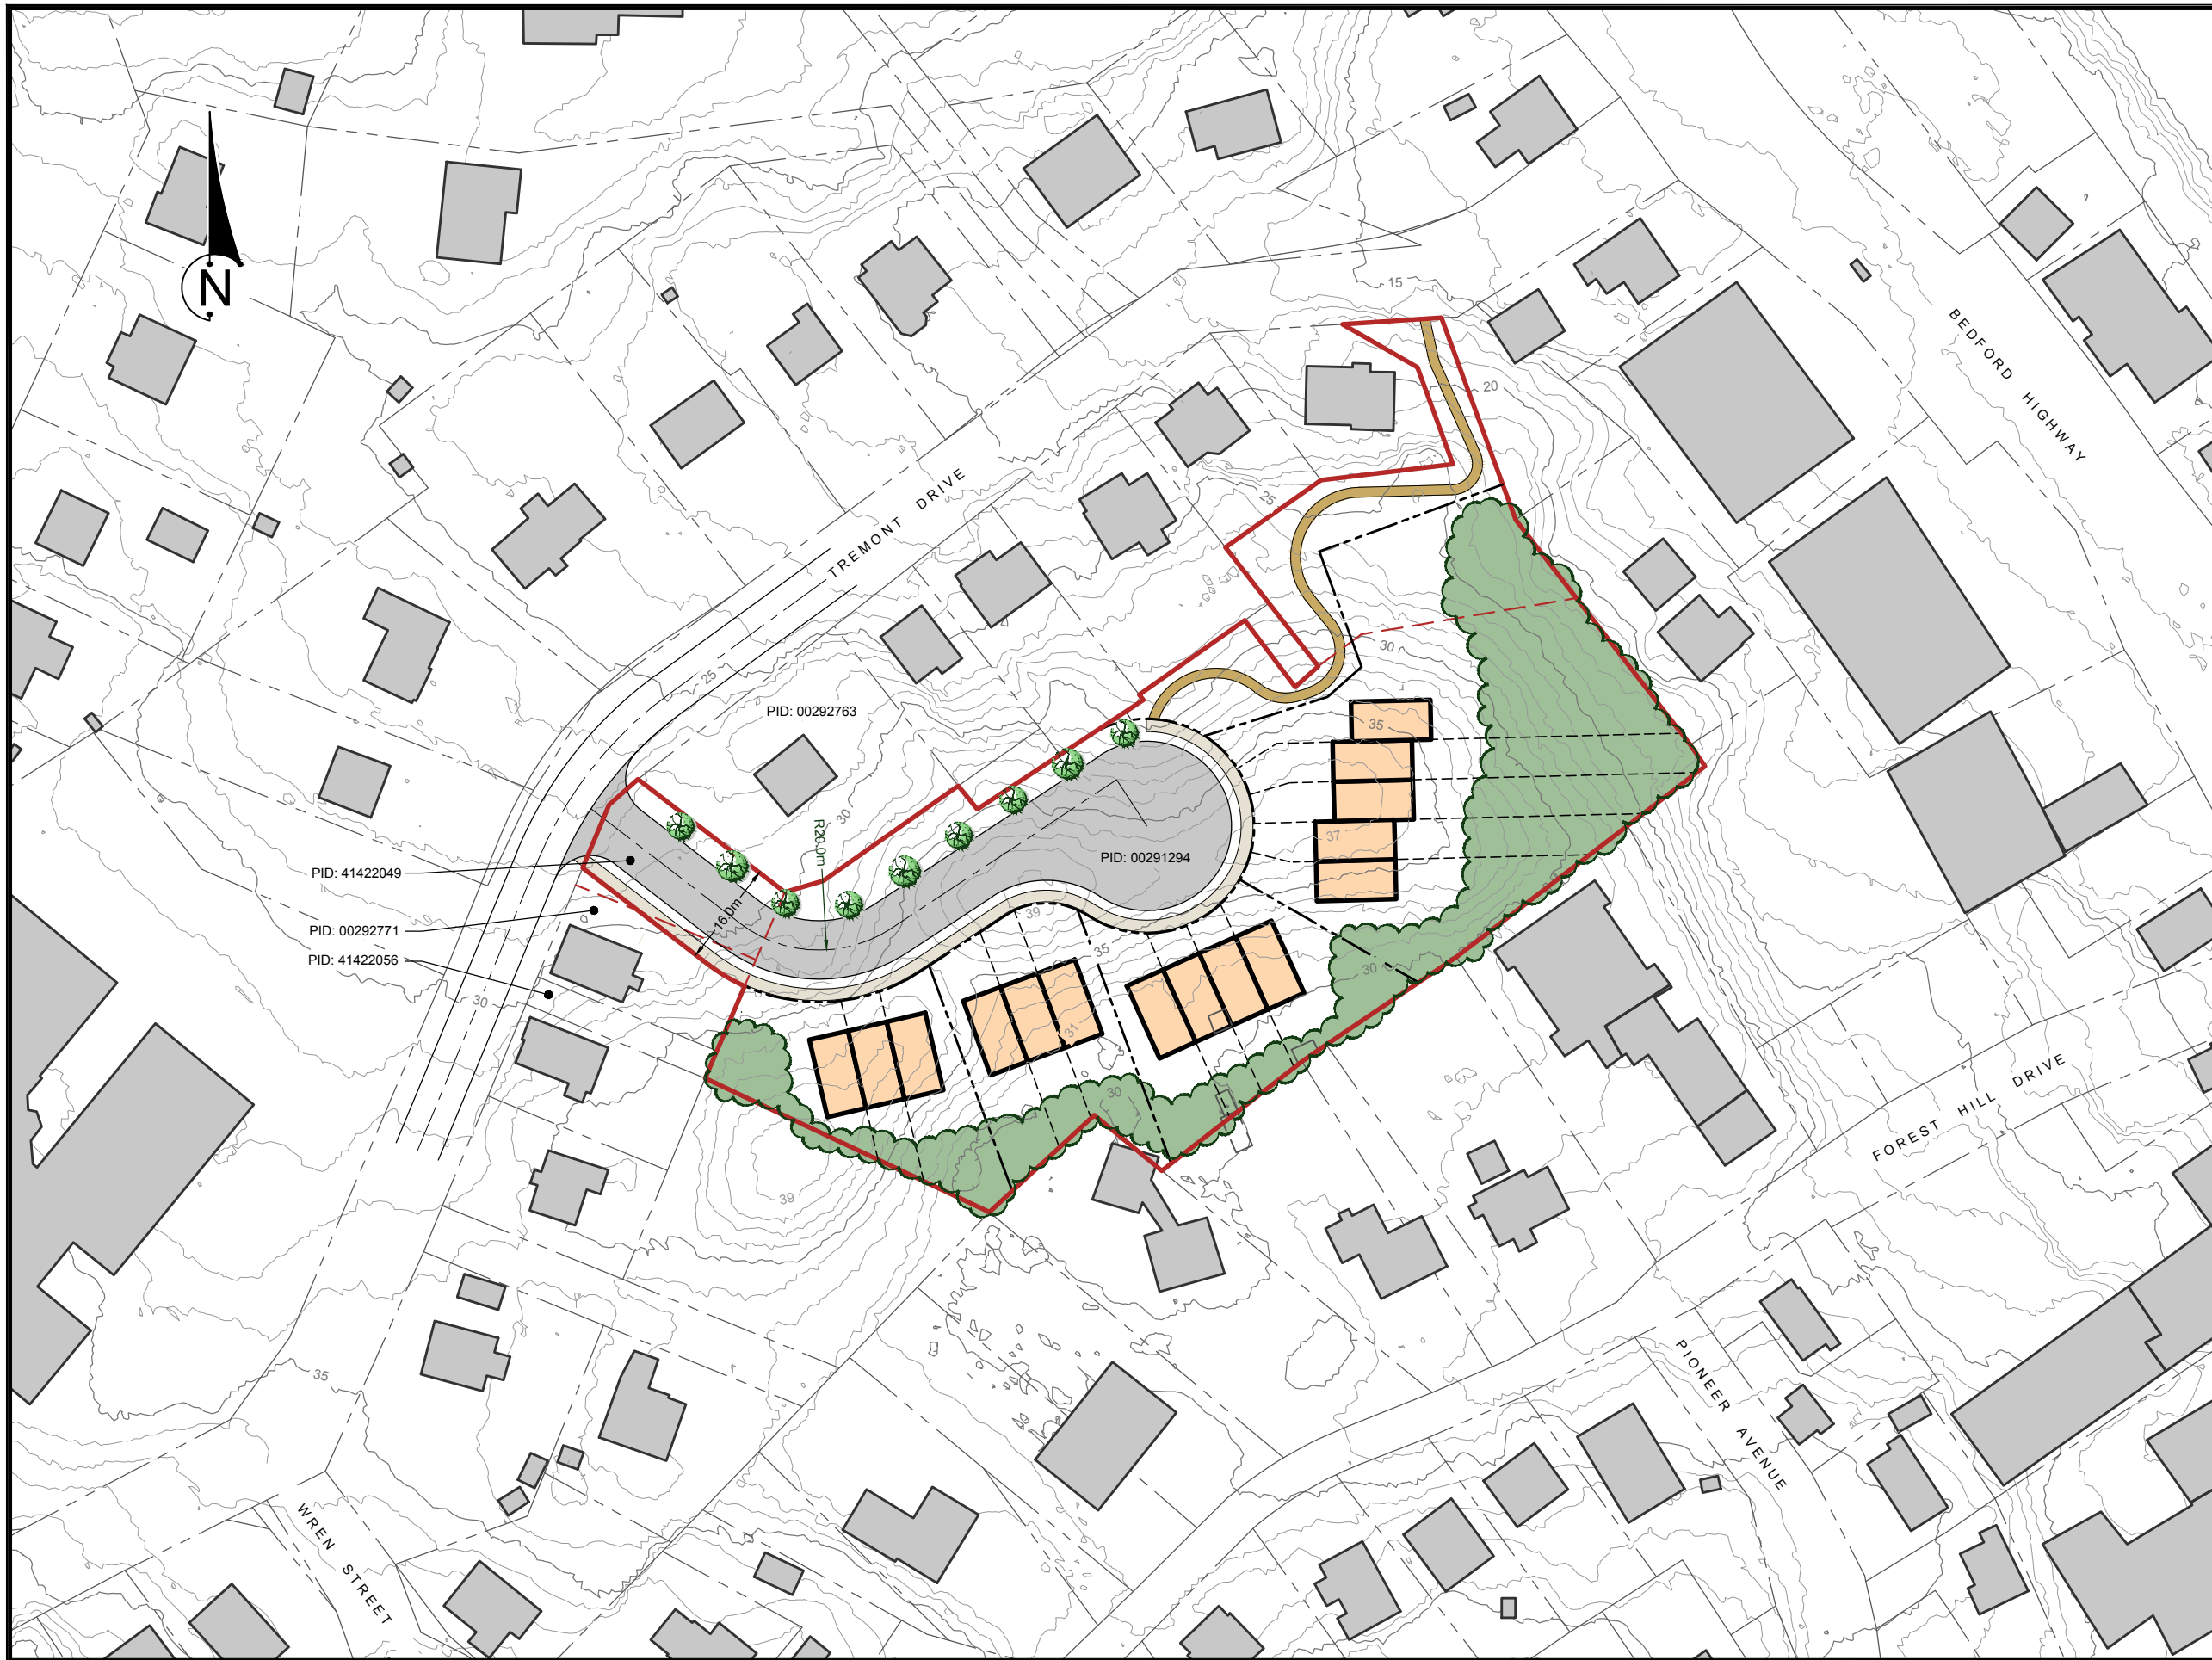 N
15
BEDFORD HIGHWAY
20
TREMONT DRIVE
25
25
30
PID: 00292763
35
R20.0m
30
37
PID: 00291294
PID: 41422049
16.0m
39
PID: 00292771
35
PID: 41422056
30
30
31
FOREST HILL DRIVE
30
39
35
PIONEER AVENUE
WREN STREET